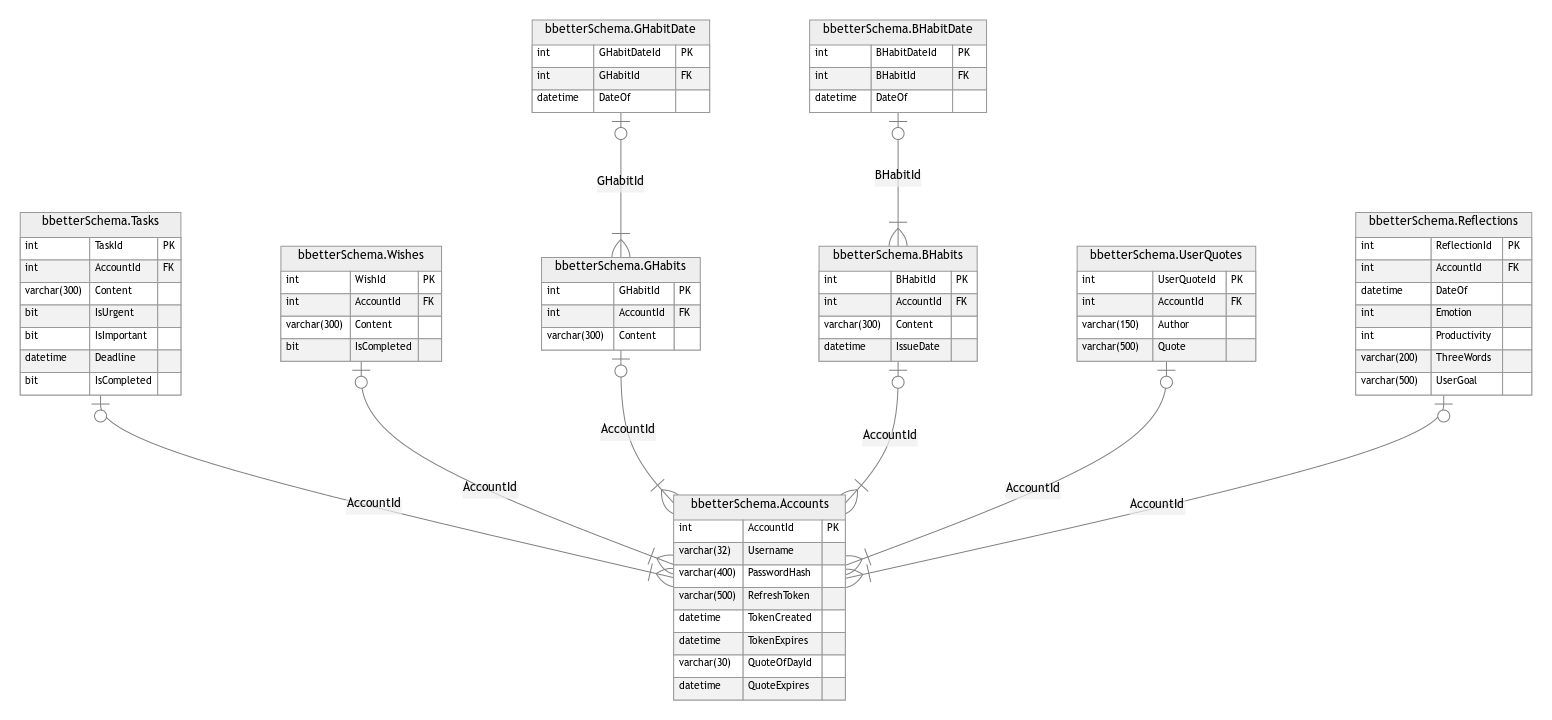 bbetterSchema.GHabitDate
int GHabitDateId PK
int GHabitId FK
datetime DateOf
bbetterSchema.BHabitDate
int BHabitDateId PK
int BHabitId FK
datetime DateOf
GHabitId
BHabitId
bbetterSchema.Tasks
int TaskId PK
int AccountId FK
varchar(300) Content
bit IsUrgent
bit IsImportant
datetime Deadline
bit IsCompleted
bbetterSchema.Wishes
int WishId PK
int AccountId FK
varchar(300) Content
bit IsCompleted
bbetterSchema.GHabits
int GHabitId PK
int AccountId FK
varchar(300) Content
bbetterSchema.BHabits
int BHabitId PK
int AccountId FK
varchar(300) Content
datetime IssueDate
bbetterSchema.UserQuotes
int UserQuoteId PK
int AccountId FK
varchar(150) Author
varchar(500) Quote
bbetterSchema.Reflections
int ReflectionId PK
int AccountId FK
datetime DateOf
int Emotion
int Productivity
varchar(200) ThreeWords
varchar(500) UserGoal
AccountId
AccountId
AccountId
AccountId
AccountId
AccountId
bbetterSchema.Accounts
int AccountId PK
varchar(32) Username
varchar(400) PasswordHash
varchar(500) RefreshToken
datetime TokenCreated
datetime TokenExpires
varchar(30) QuoteOfDayId
datetime QuoteExpires